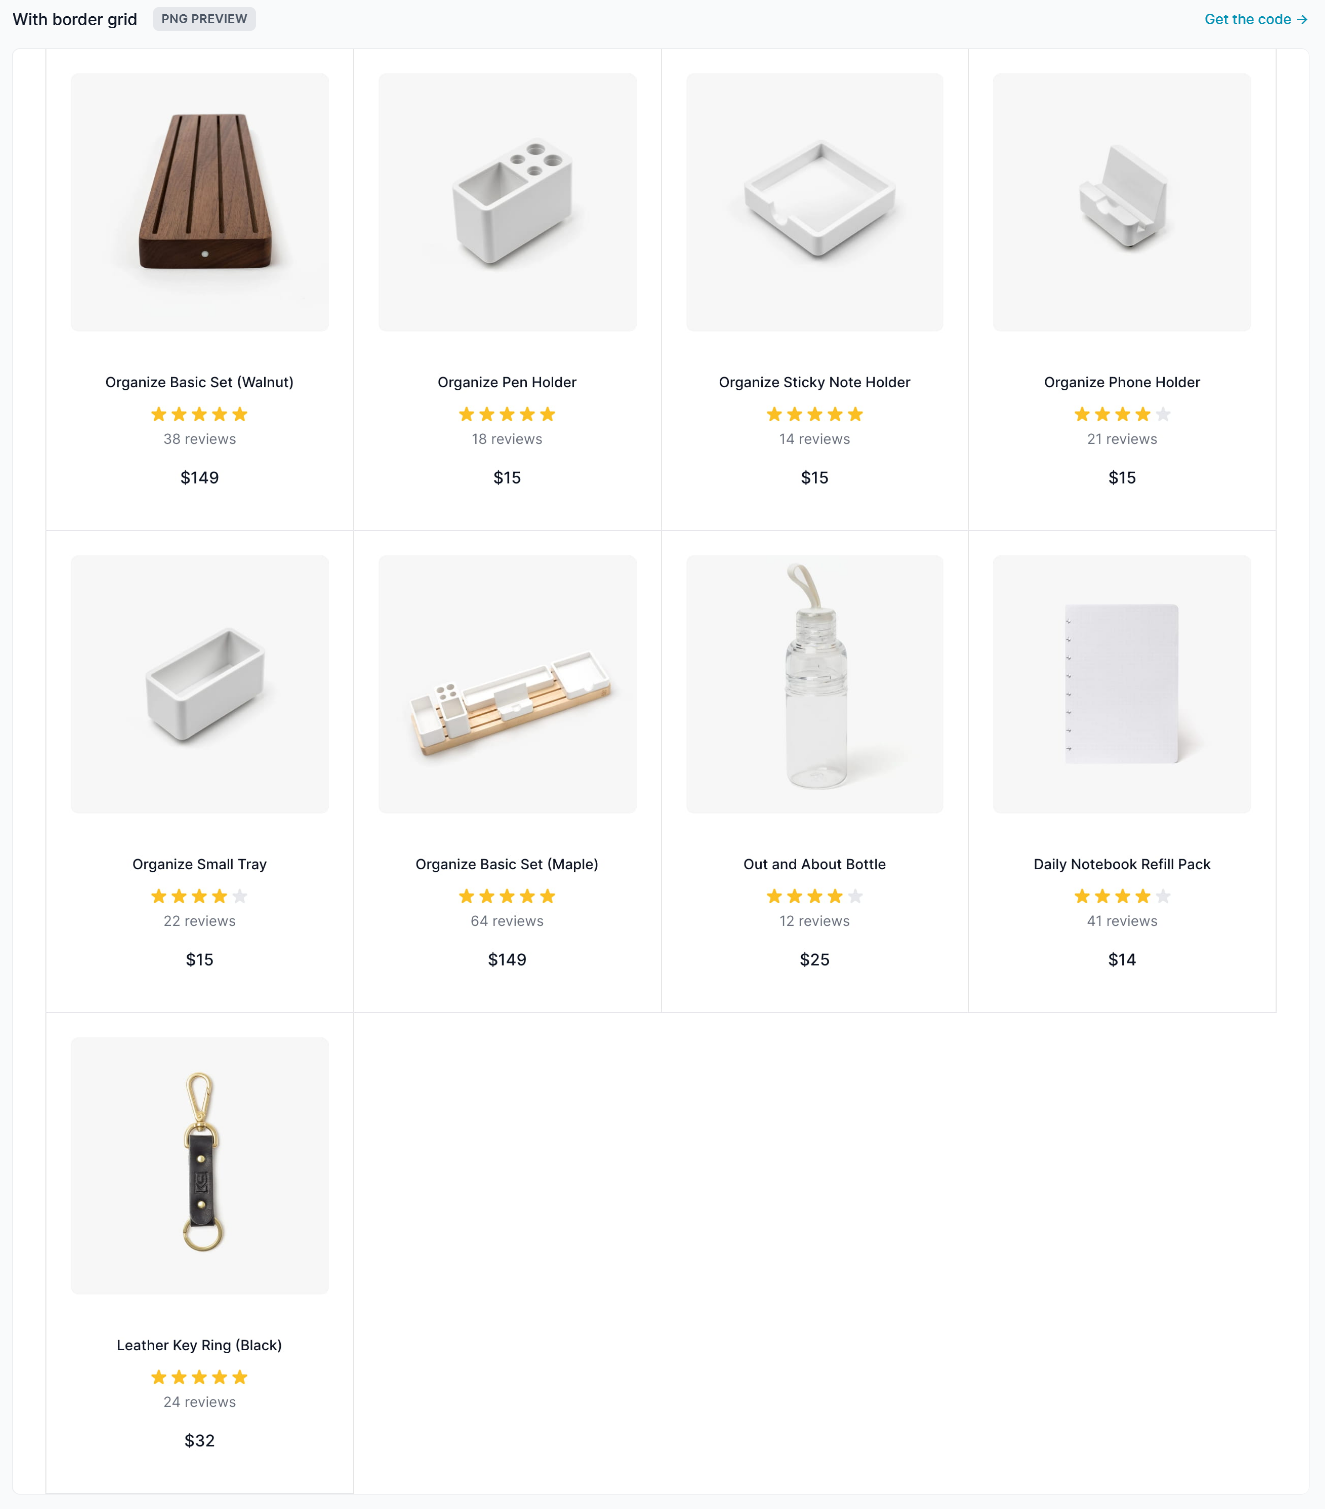 With border grid
PNG PREVIEW
Get the code →
Organize Basic Set (Walnut)
38 reviews
$149
Organize Pen Holder
18 reviews
$15
Organize Sticky Note Holder
14 reviews
$15
Organize Phone Holder
21 reviews
$15
Organize Small Tray
22 reviews
$15
Organize Basic Set (Maple)
64 reviews
$149
Out and About Bottle
12 reviews
$25
Daily Notebook Refill Pack
41 reviews
$14
Leather Key Ring (Black)
24 reviews
$32